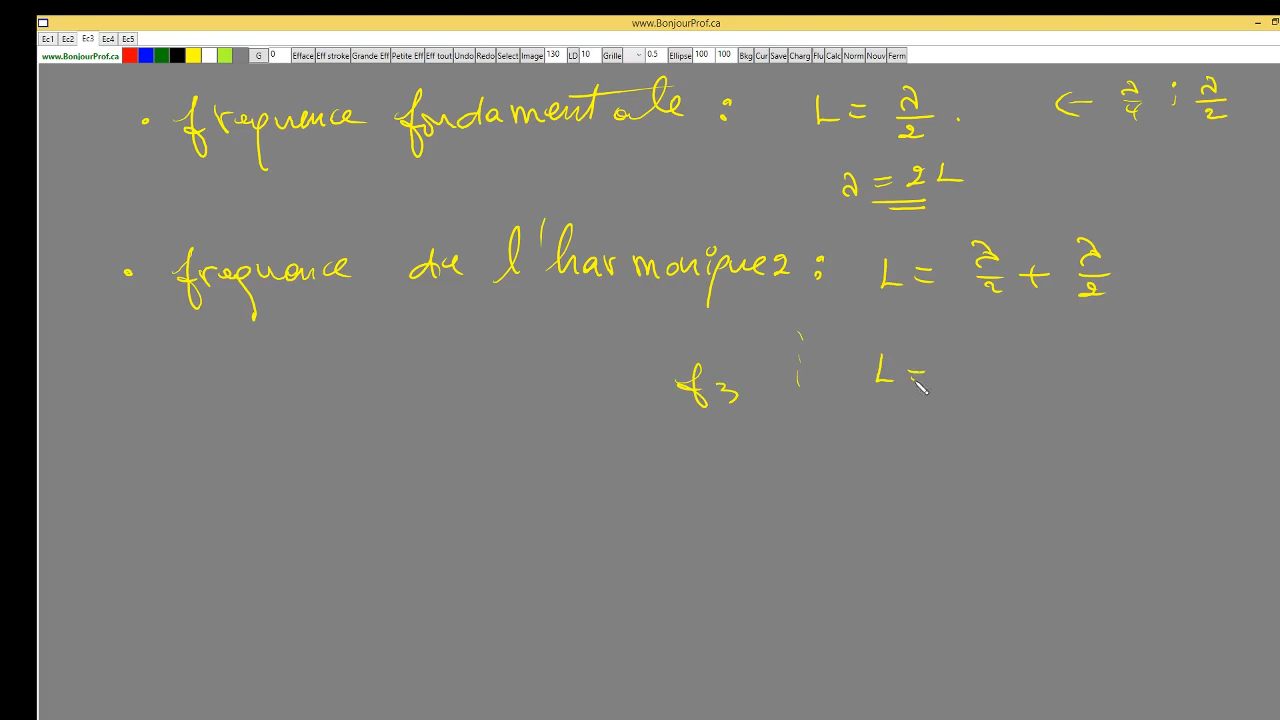 www.BonjourProf.ca
Ec1 Ec2 Ec3 Ec4 Ec5
www.BonjourProf.ca G 0 Efface Eff stroke Grande Eff Petite Eff Eff tout Undo Redo Select Image 130 LD 10 Grille 0.5 Ellipse 100 100 Bkg Cur Save Charg Flu Calc Norm Nouv Ferm
• frequence fondamentale : L = λ/2 . ← λ/4 ; λ/2
λ = 2L
• frequence de l'harmonique 2 : L = λ/2 + λ/2
f3 L =